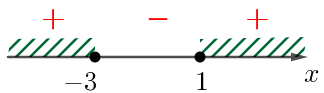 + − +
−3 1 x